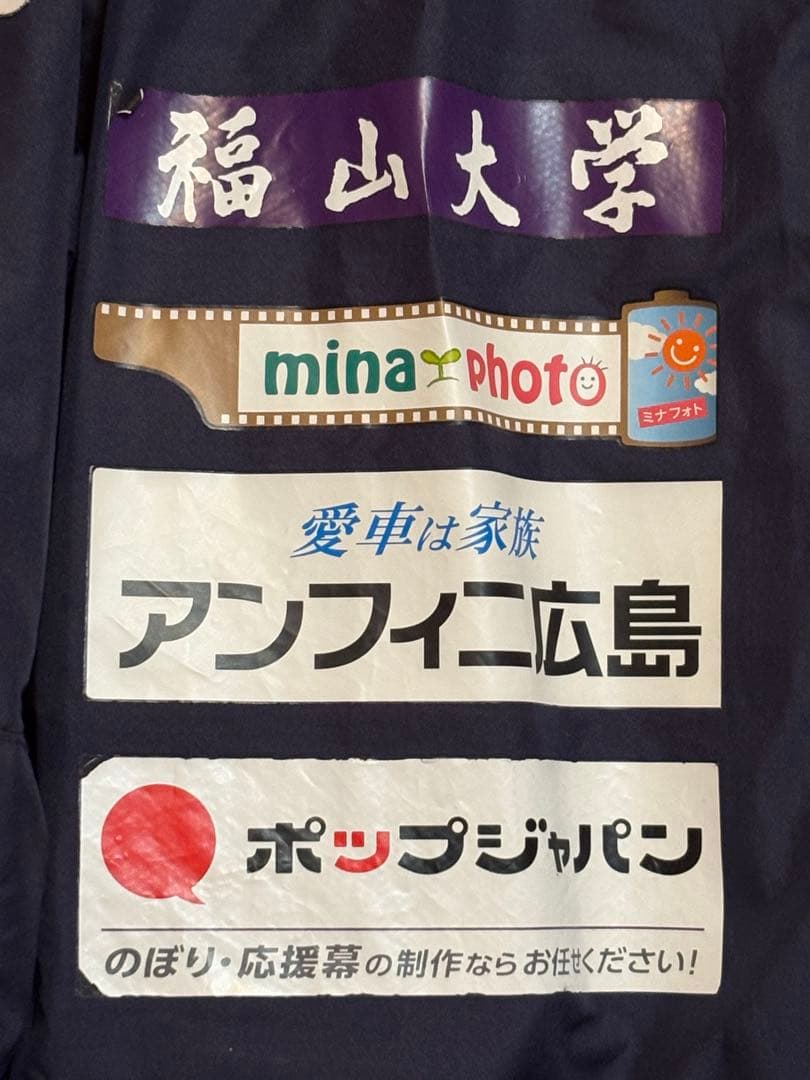 福山大学
mina photo
ミナフォト
愛車は家族
アンフィニ広島
ポップジャパン
のぼり・応援幕の制作ならお任せください!